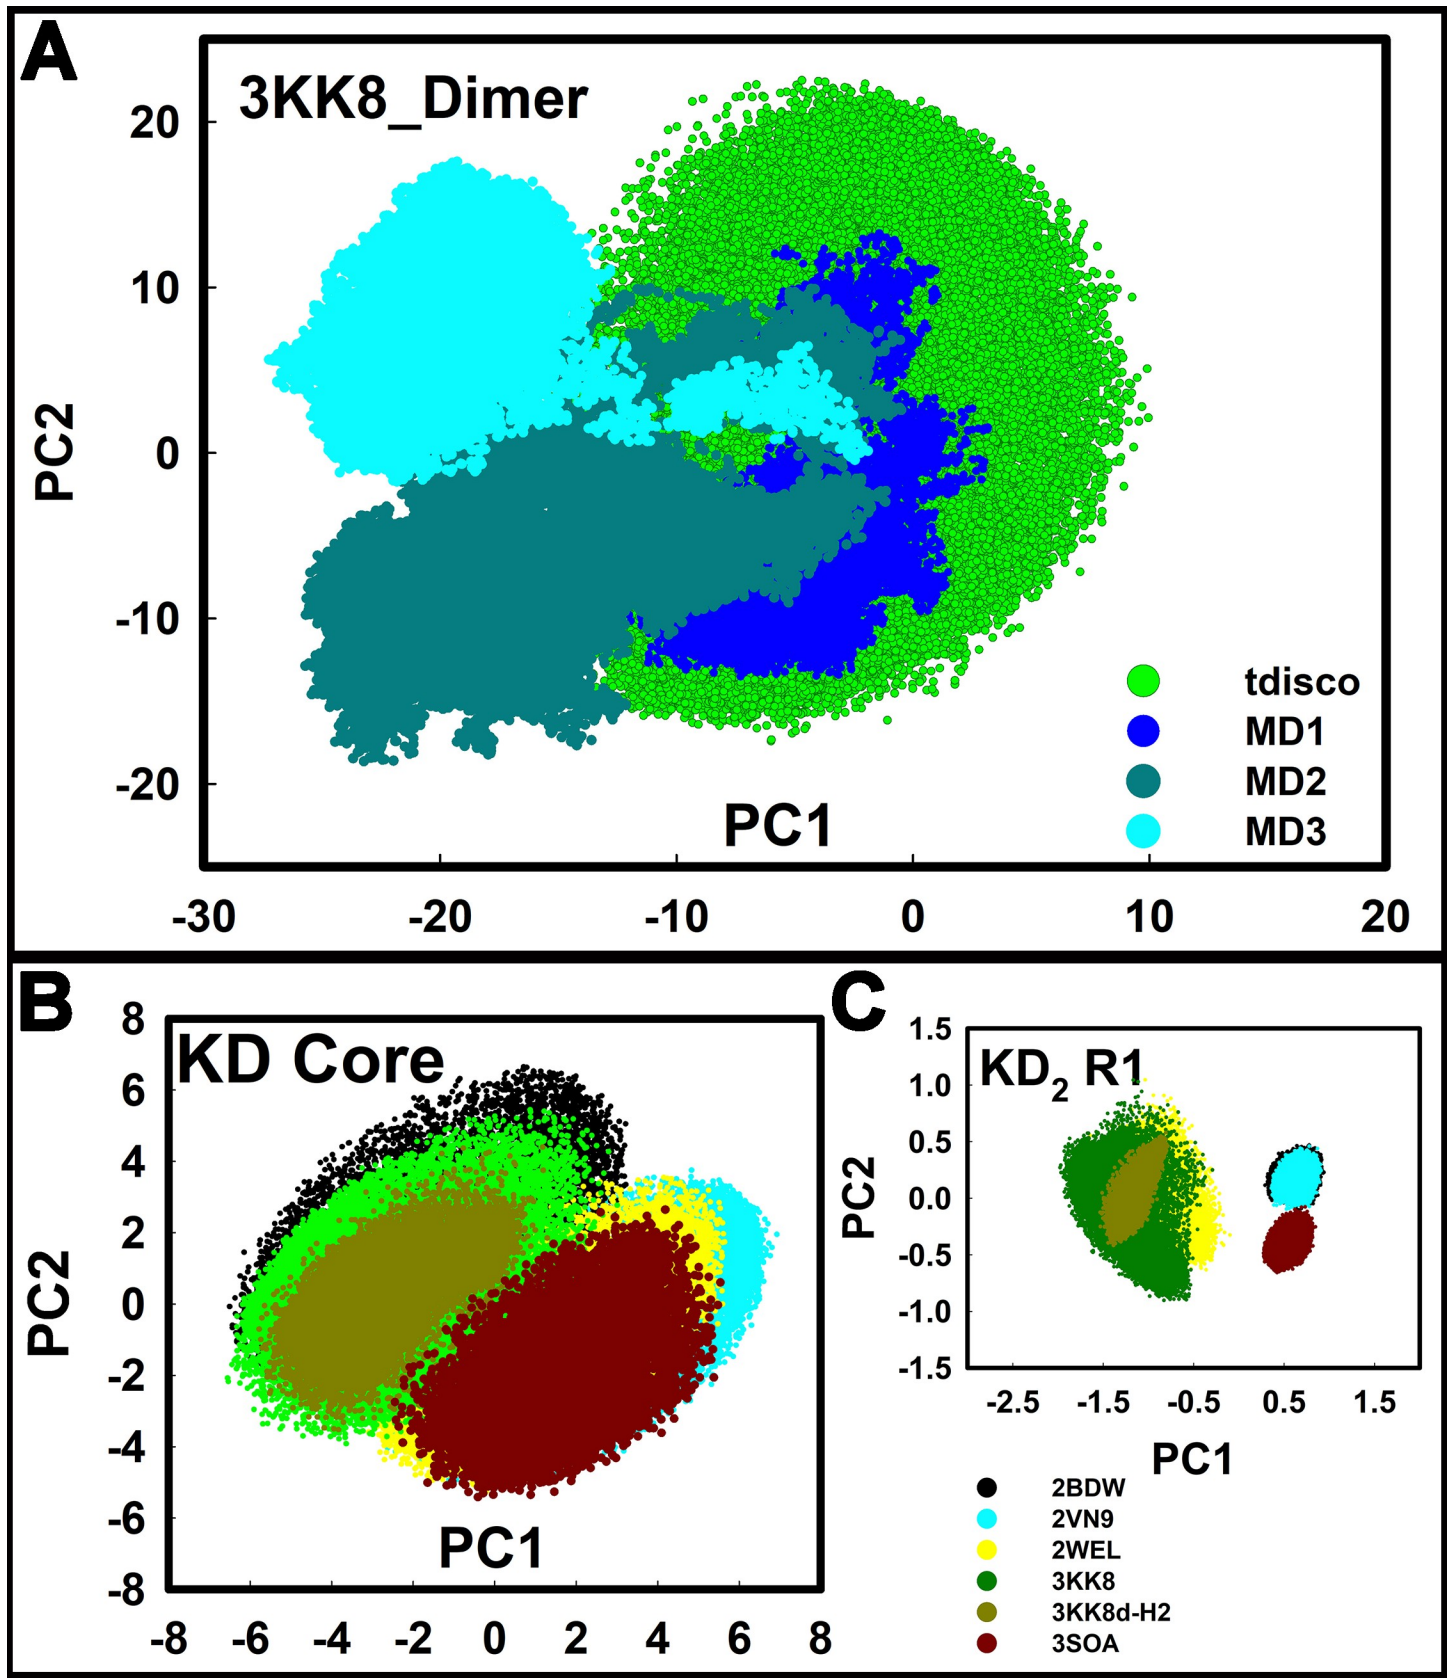 A
3KK8_Dimer
20
10
0
-10
-20
PC2
PC1
tdisco
MD1
MD2
MD3
-30 -20 -10 0 10 20
B
KD Core
8
6
4
2
0
-2
-4
-6
-8
PC2
PC1
-8 -6 -4 -2 0 2 4 6 8
C
KD2 R1
1.5
1.0
0.5
0.0
-0.5
-1.0
-1.5
PC2
-2.5 -1.5 -0.5 0.5 1.5
PC1
2BDW
2VN9
2WEL
3KK8
3KK8d-H2
3SOA